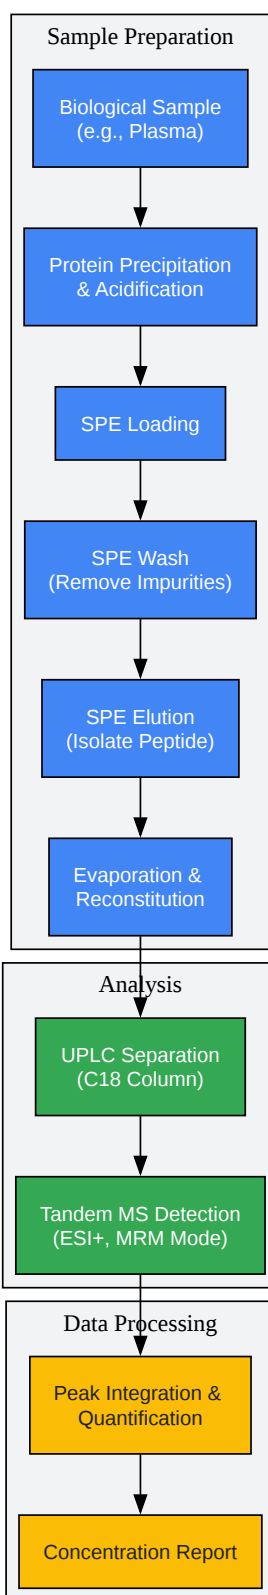 Sample Preparation
Biological Sample
(e.g., Plasma)
Protein Precipitation
& Acidification
SPE Loading
SPE Wash
(Remove Impurities)
SPE Elution
(Isolate Peptide)
Evaporation &
Reconstitution
Analysis
UPLC Separation
(C18 Column)
Tandem MS Detection
(ESI+, MRM Mode)
Data Processing
Peak Integration &
Quantification
Concentration Report